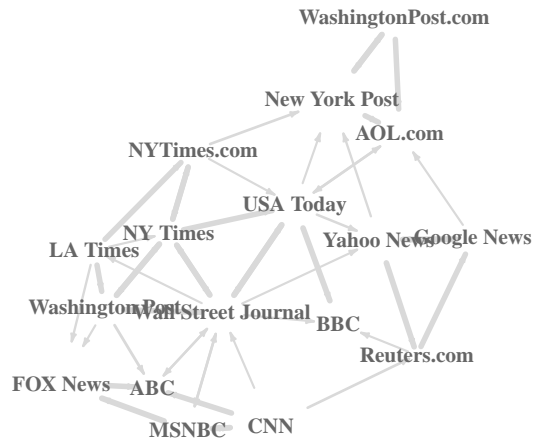 WashingtonPost.com
New York Post
AOL.com
NYTimes.com
USA Today
NY Times
Yahoo News
Google News
LA Times
Washington Post
Wall Street Journal
BBC
Reuters.com
FOX News
ABC
MSNBC
CNN